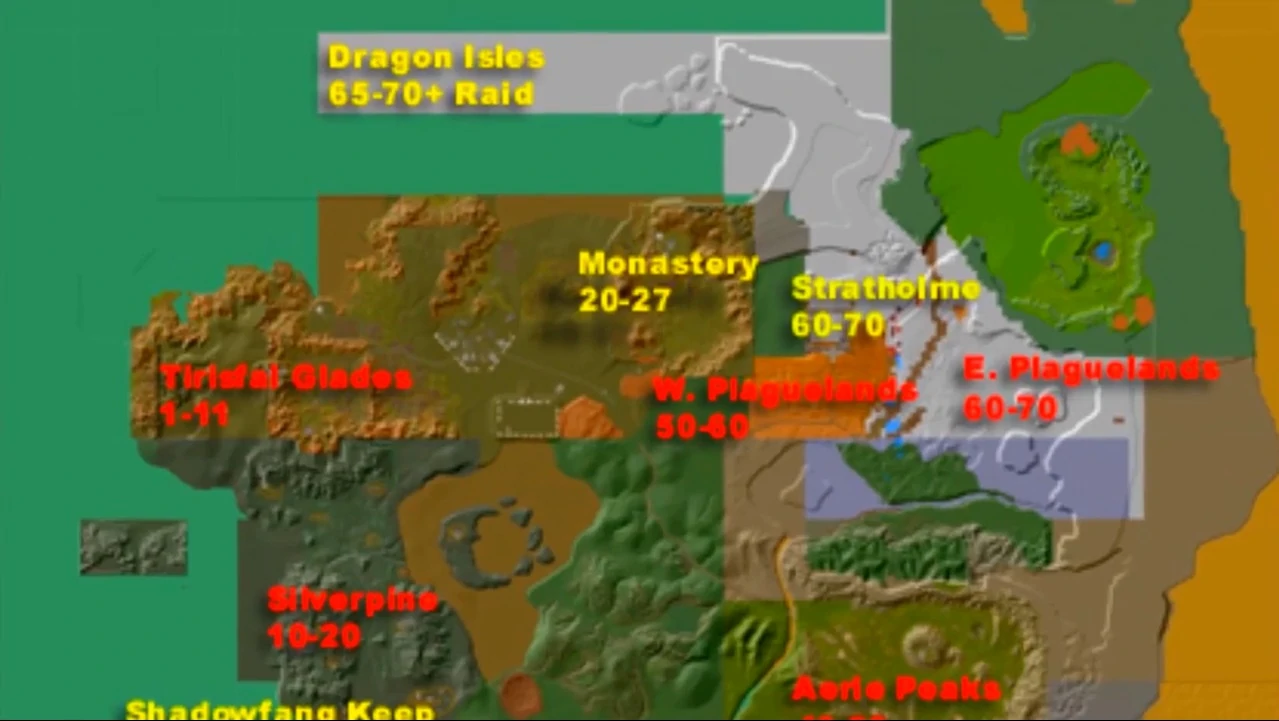 Dragon Isles
65-70+ Raid
Monastery
20-27
Stratholme
60-70
Tirisfal Glades
1-11
W. Plaguelands
50-60
E. Plaguelands
60-70
Silverpine
10-20
Aerie Peaks
Shadowfang Keep